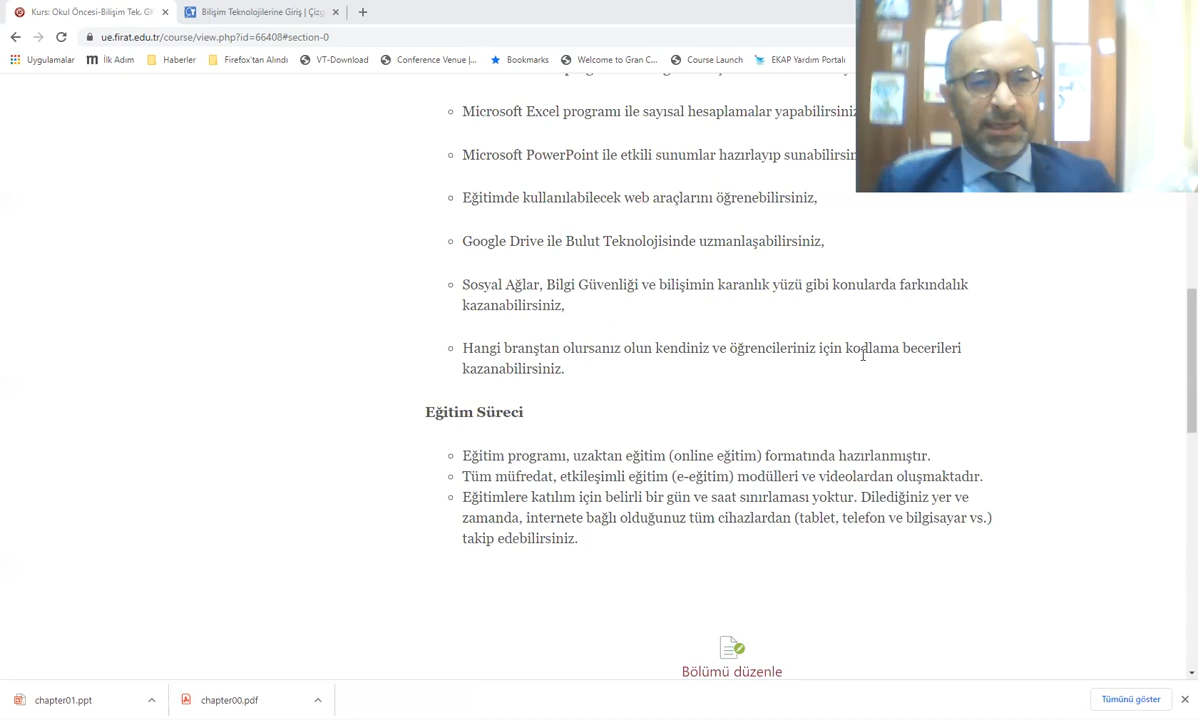 Kurs: Okul Öncesi-Bilişim Tek. GK
Bilişim Teknolojilerine Giriş | Çizg
ue.firat.edu.tr/course/view.php?id=66408#section-0
Uygulamalar
İlk Adım
Haberler
Firefox'tan Alındı
VT-Download
Conference Venue |...
Bookmarks
Welcome to Gran C...
Course Launch
EKAP Yardım Portalı
Microsoft Excel programı ile sayısal hesaplamalar yapabilirsiniz
Microsoft PowerPoint ile etkili sunumlar hazırlayıp sunabilirsin
Eğitimde kullanılabilecek web araçlarını öğrenebilirsiniz,
Google Drive ile Bulut Teknolojisinde uzmanlaşabilirsiniz,
Sosyal Ağlar, Bilgi Güvenliği ve bilişimin karanlık yüzü gibi konularda farkındalık
kazanabilirsiniz,
Hangi branştan olursanız olun kendiniz ve öğrencileriniz için kodlama becerileri
kazanabilirsiniz.
Eğitim Süreci
Eğitim programı, uzaktan eğitim (online eğitim) formatında hazırlanmıştır.
Tüm müfredat, etkileşimli eğitim (e-eğitim) modülleri ve videolardan oluşmaktadır.
Eğitimlere katılım için belirli bir gün ve saat sınırlaması yoktur. Dilediğiniz yer ve
zamanda, internete bağlı olduğunuz tüm cihazlardan (tablet, telefon ve bilgisayar vs.)
takip edebilirsiniz.
Bölümü düzenle
chapter01.ppt
chapter00.pdf
Tümünü göster